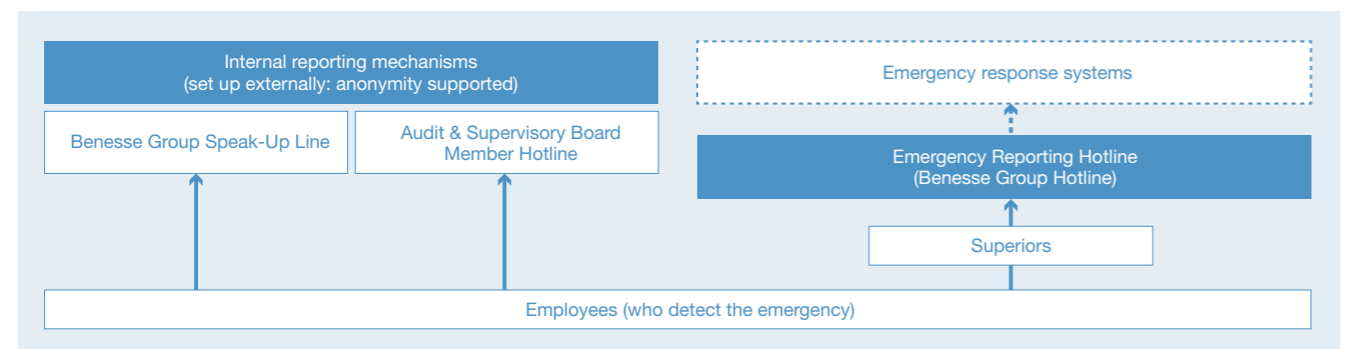 Internal reporting mechanisms
(set up externally: anonymity supported)
Benesse Group Speak-Up Line
Audit & Supervisory Board
Member Hotline
Emergency response systems
Emergency Reporting Hotline
(Benesse Group Hotline)
Superiors
Employees (who detect the emergency)